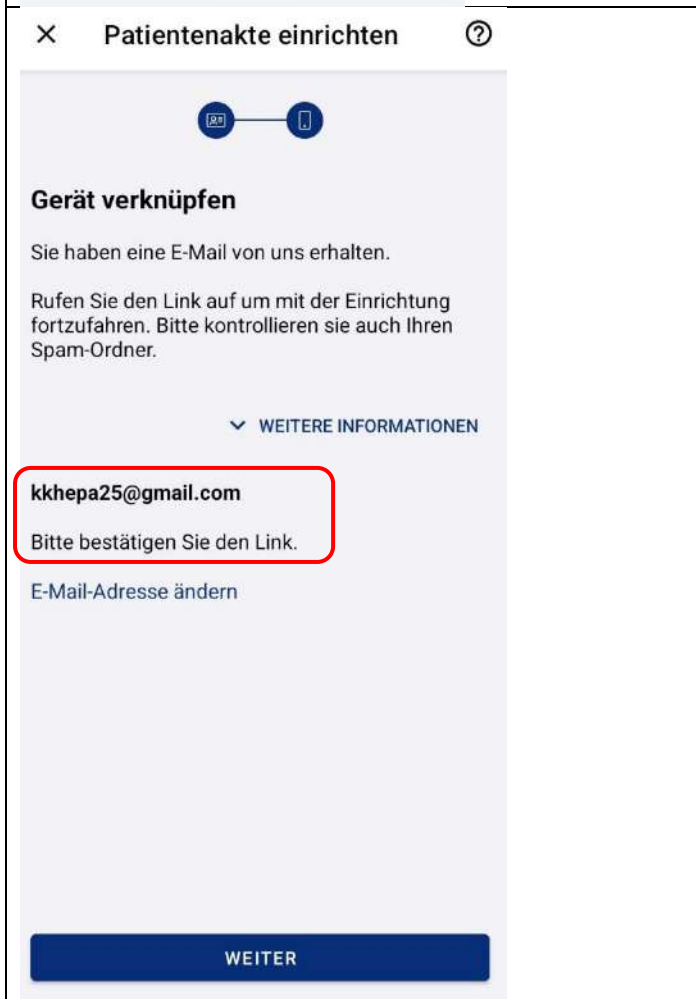 Patientenakte einrichten
Gerät verknüpfen
Sie haben eine E-Mail von uns erhalten.
Rufen Sie den Link auf um mit der Einrichtung
fortzufahren. Bitte kontrollieren sie auch Ihren
Spam-Ordner.
WEITERE INFORMATIONEN
kkhepa25@gmail.com
Bitte bestätigen Sie den Link.
E-Mail-Adresse ändern
WEITER